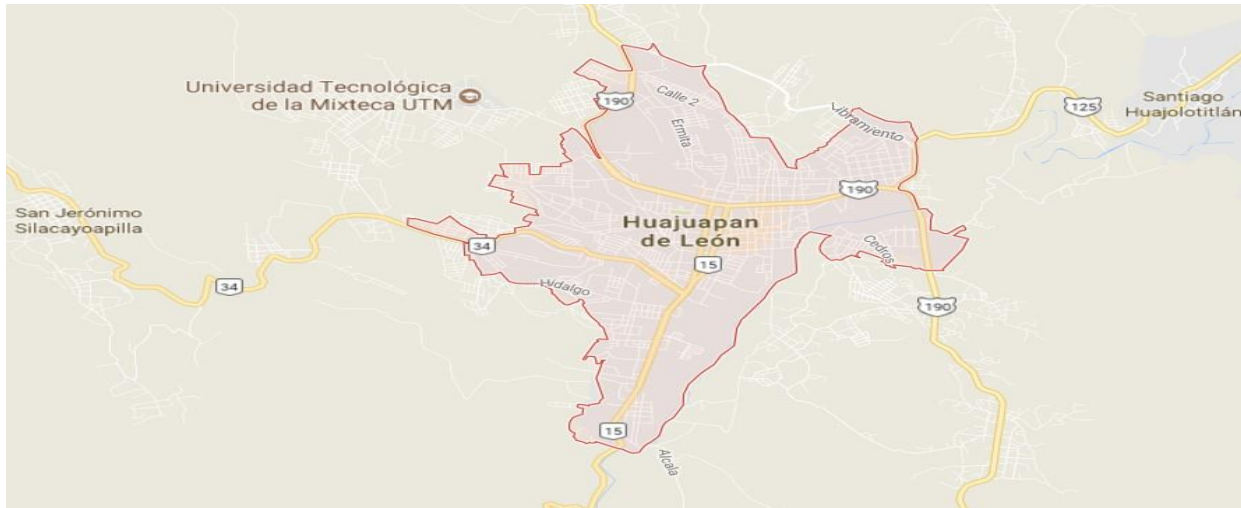 Universidad Tecnológica
de la Mixteca UTM
190
Calle 2
Ermita
Libramiento
125
Santiago
Huajolotitlán
190
San Jerónimo
Silacayoapilla
Huajuapan
de León
34
Cedros
15
34
Hidalgo
190
15
Alcala